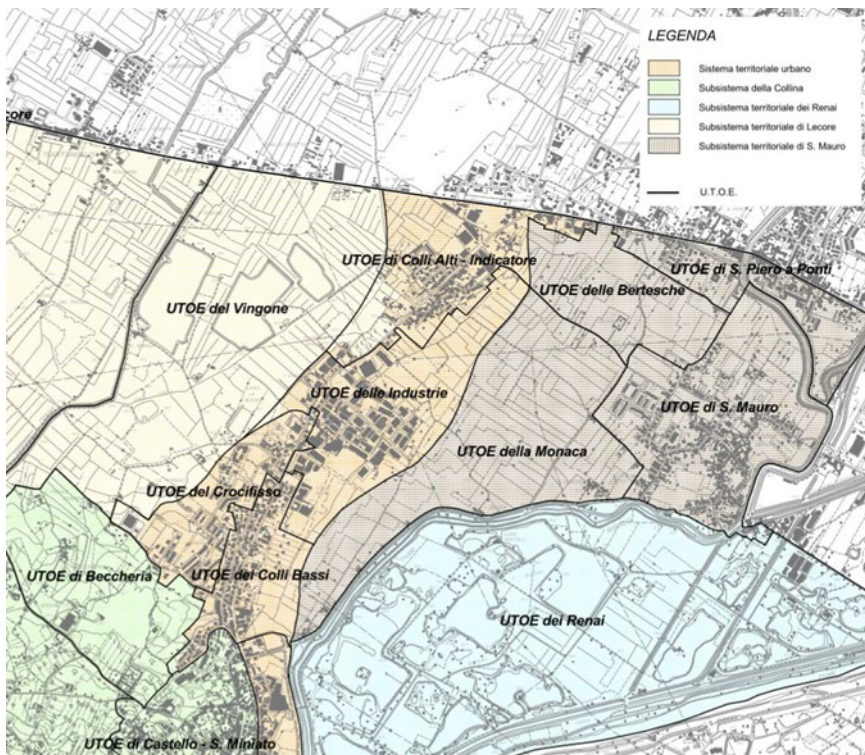 LEGENDA
Sistema territoriale urbano
Subsistema della Collina
Subsistema territoriale dei Renai
Subsistema territoriale di Lecore
Subsistema territoriale di S. Mauro
U.T.O.E.
core
UTOE di Colli Alti - Indicatore
UTOE di S. Piero a Ponti
UTOE delle Bertesche
UTOE del Vingone
UTOE delle Industrie
UTOE di S. Mauro
UTOE della Monaca
UTOE del Crocifisso
UTOE di Beccheria
UTOE dei Colli Bassi
UTOE dei Renai
UTOE di Castello - S. Miniato